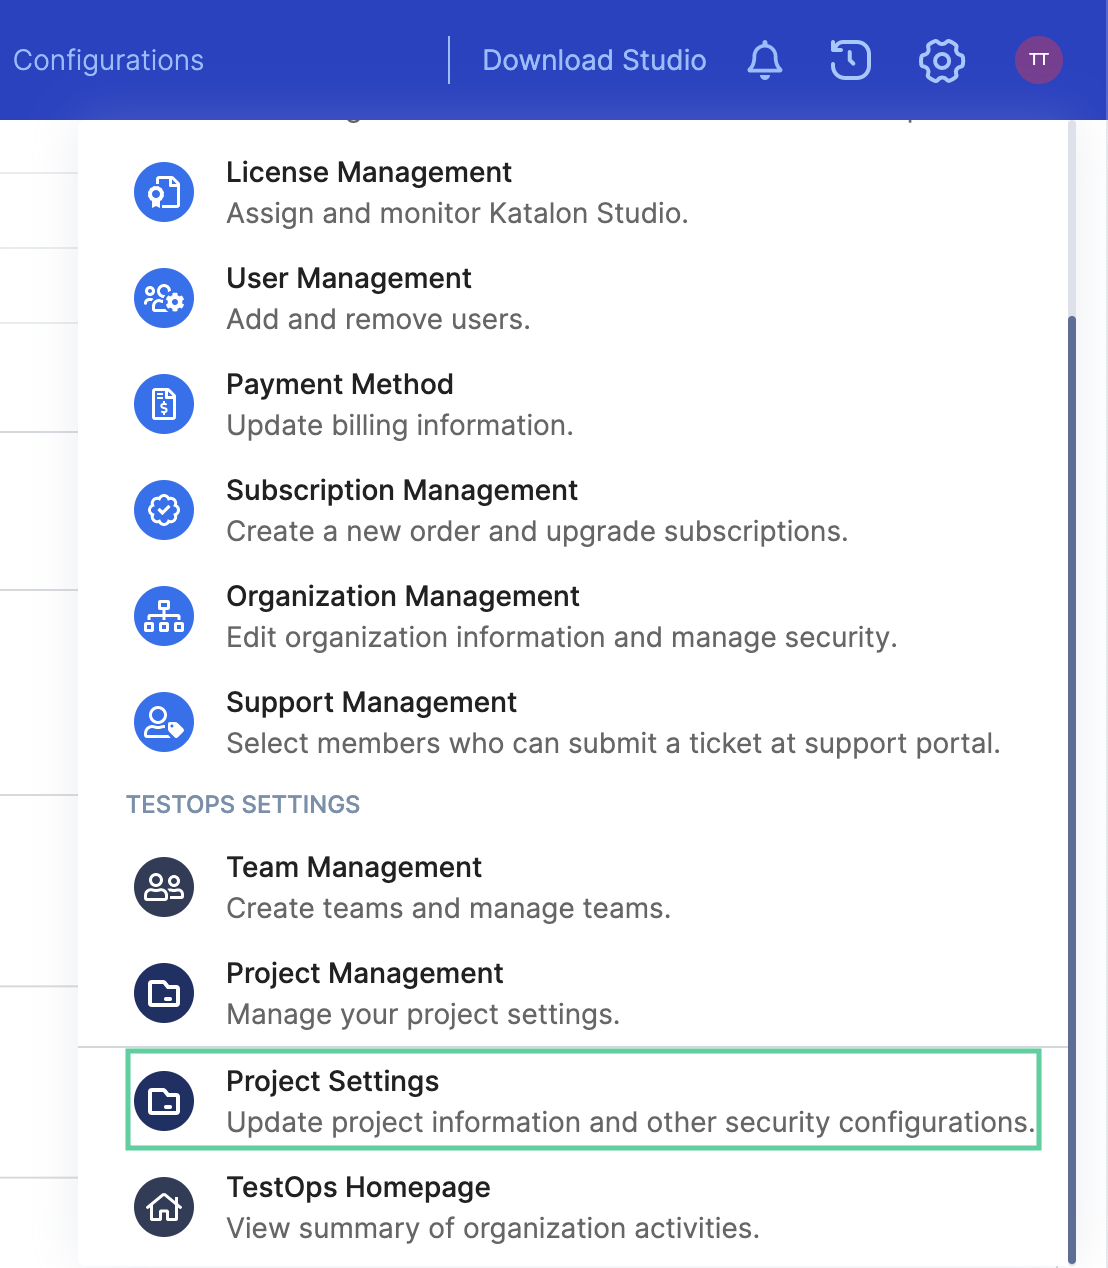 Configurations
Download Studio
TT
License Management
Assign and monitor Katalon Studio.
User Management
Add and remove users.
Payment Method
Update billing information.
Subscription Management
Create a new order and upgrade subscriptions.
Organization Management
Edit organization information and manage security.
Support Management
Select members who can submit a ticket at support portal.
TESTOPS SETTINGS
Team Management
Create teams and manage teams.
Project Management
Manage your project settings.
Project Settings
Update project information and other security configurations.
TestOps Homepage
View summary of organization activities.